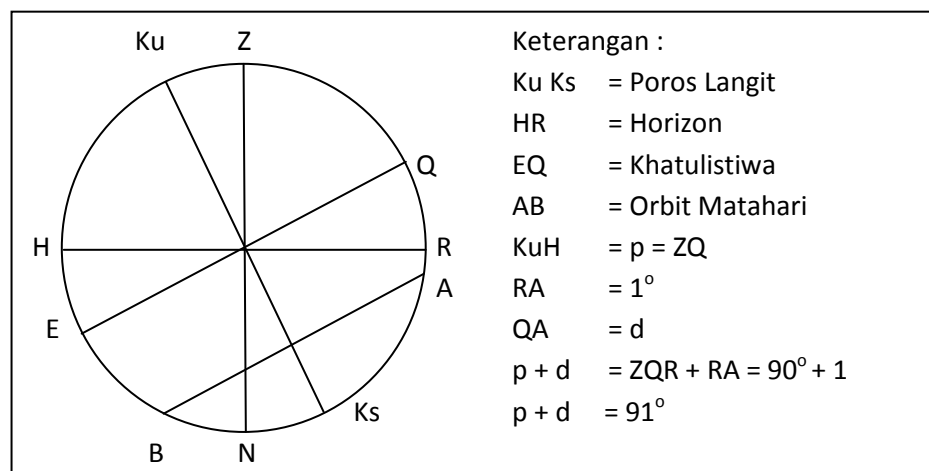 Ku Z
Q
H R
A
E
Ks
B N
Keterangan :
Ku Ks = Poros Langit
HR = Horizon
EQ = Khatulistiwa
AB = Orbit Matahari
KuH = p = ZQ
RA = 1°
QA = d
p + d = ZQR + RA = 90° + 1
p + d = 91°